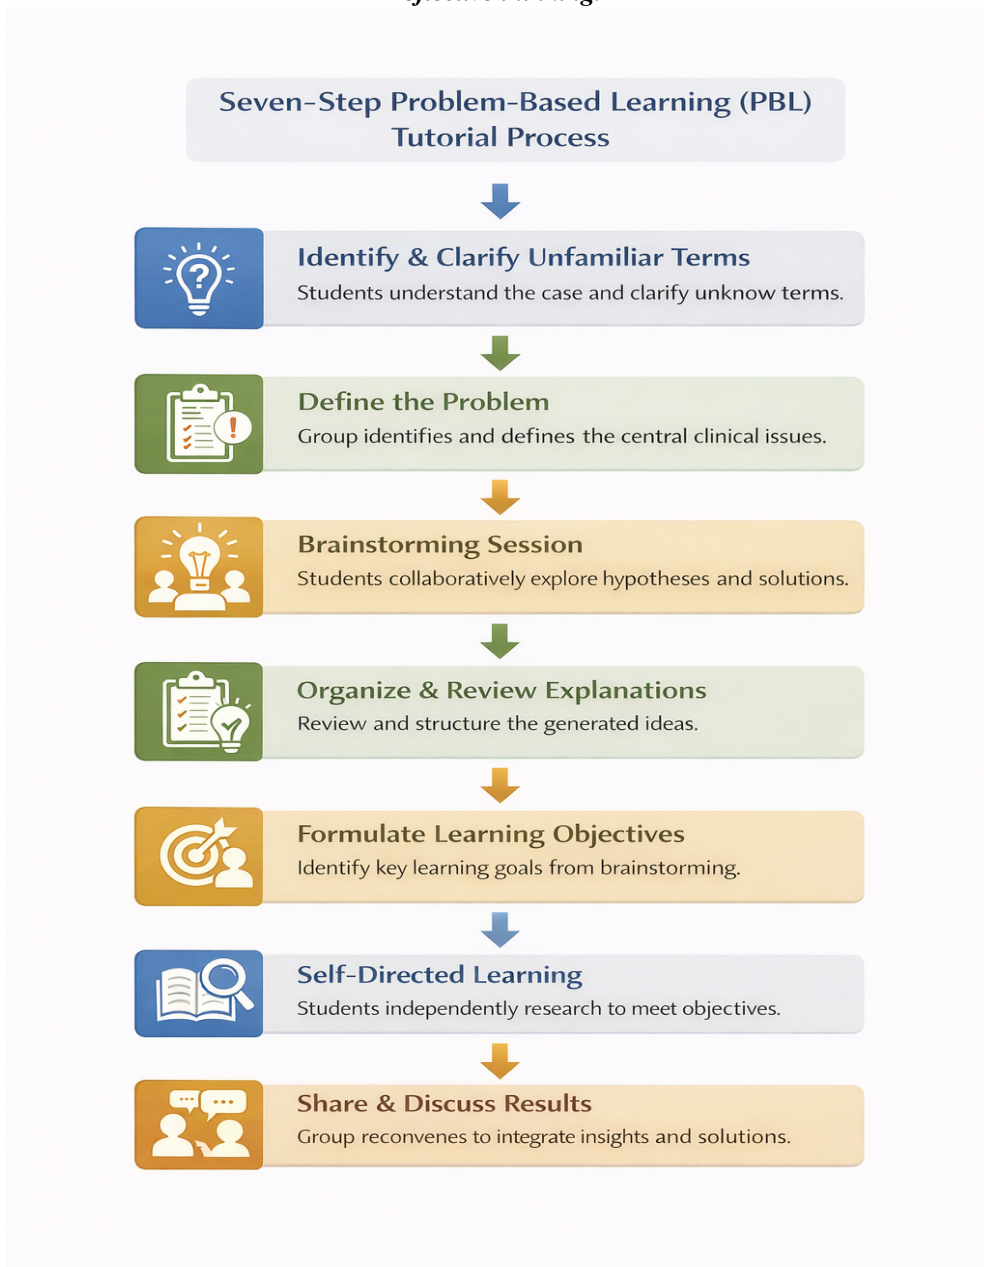 Seven-Step Problem-Based Learning (PBL)
Tutorial Process
?
Identify & Clarify Unfamiliar Terms
Students understand the case and clarify unknow terms.
!
Define the Problem
Group identifies and defines the central clinical issues.
Brainstorming Session
Students collaboratively explore hypotheses and solutions.
Organize & Review Explanations
Review and structure the generated ideas.
Formulate Learning Objectives
Identify key learning goals from brainstorming.
Self-Directed Learning
Students independently research to meet objectives.
Share & Discuss Results
Group reconvenes to integrate insights and solutions.